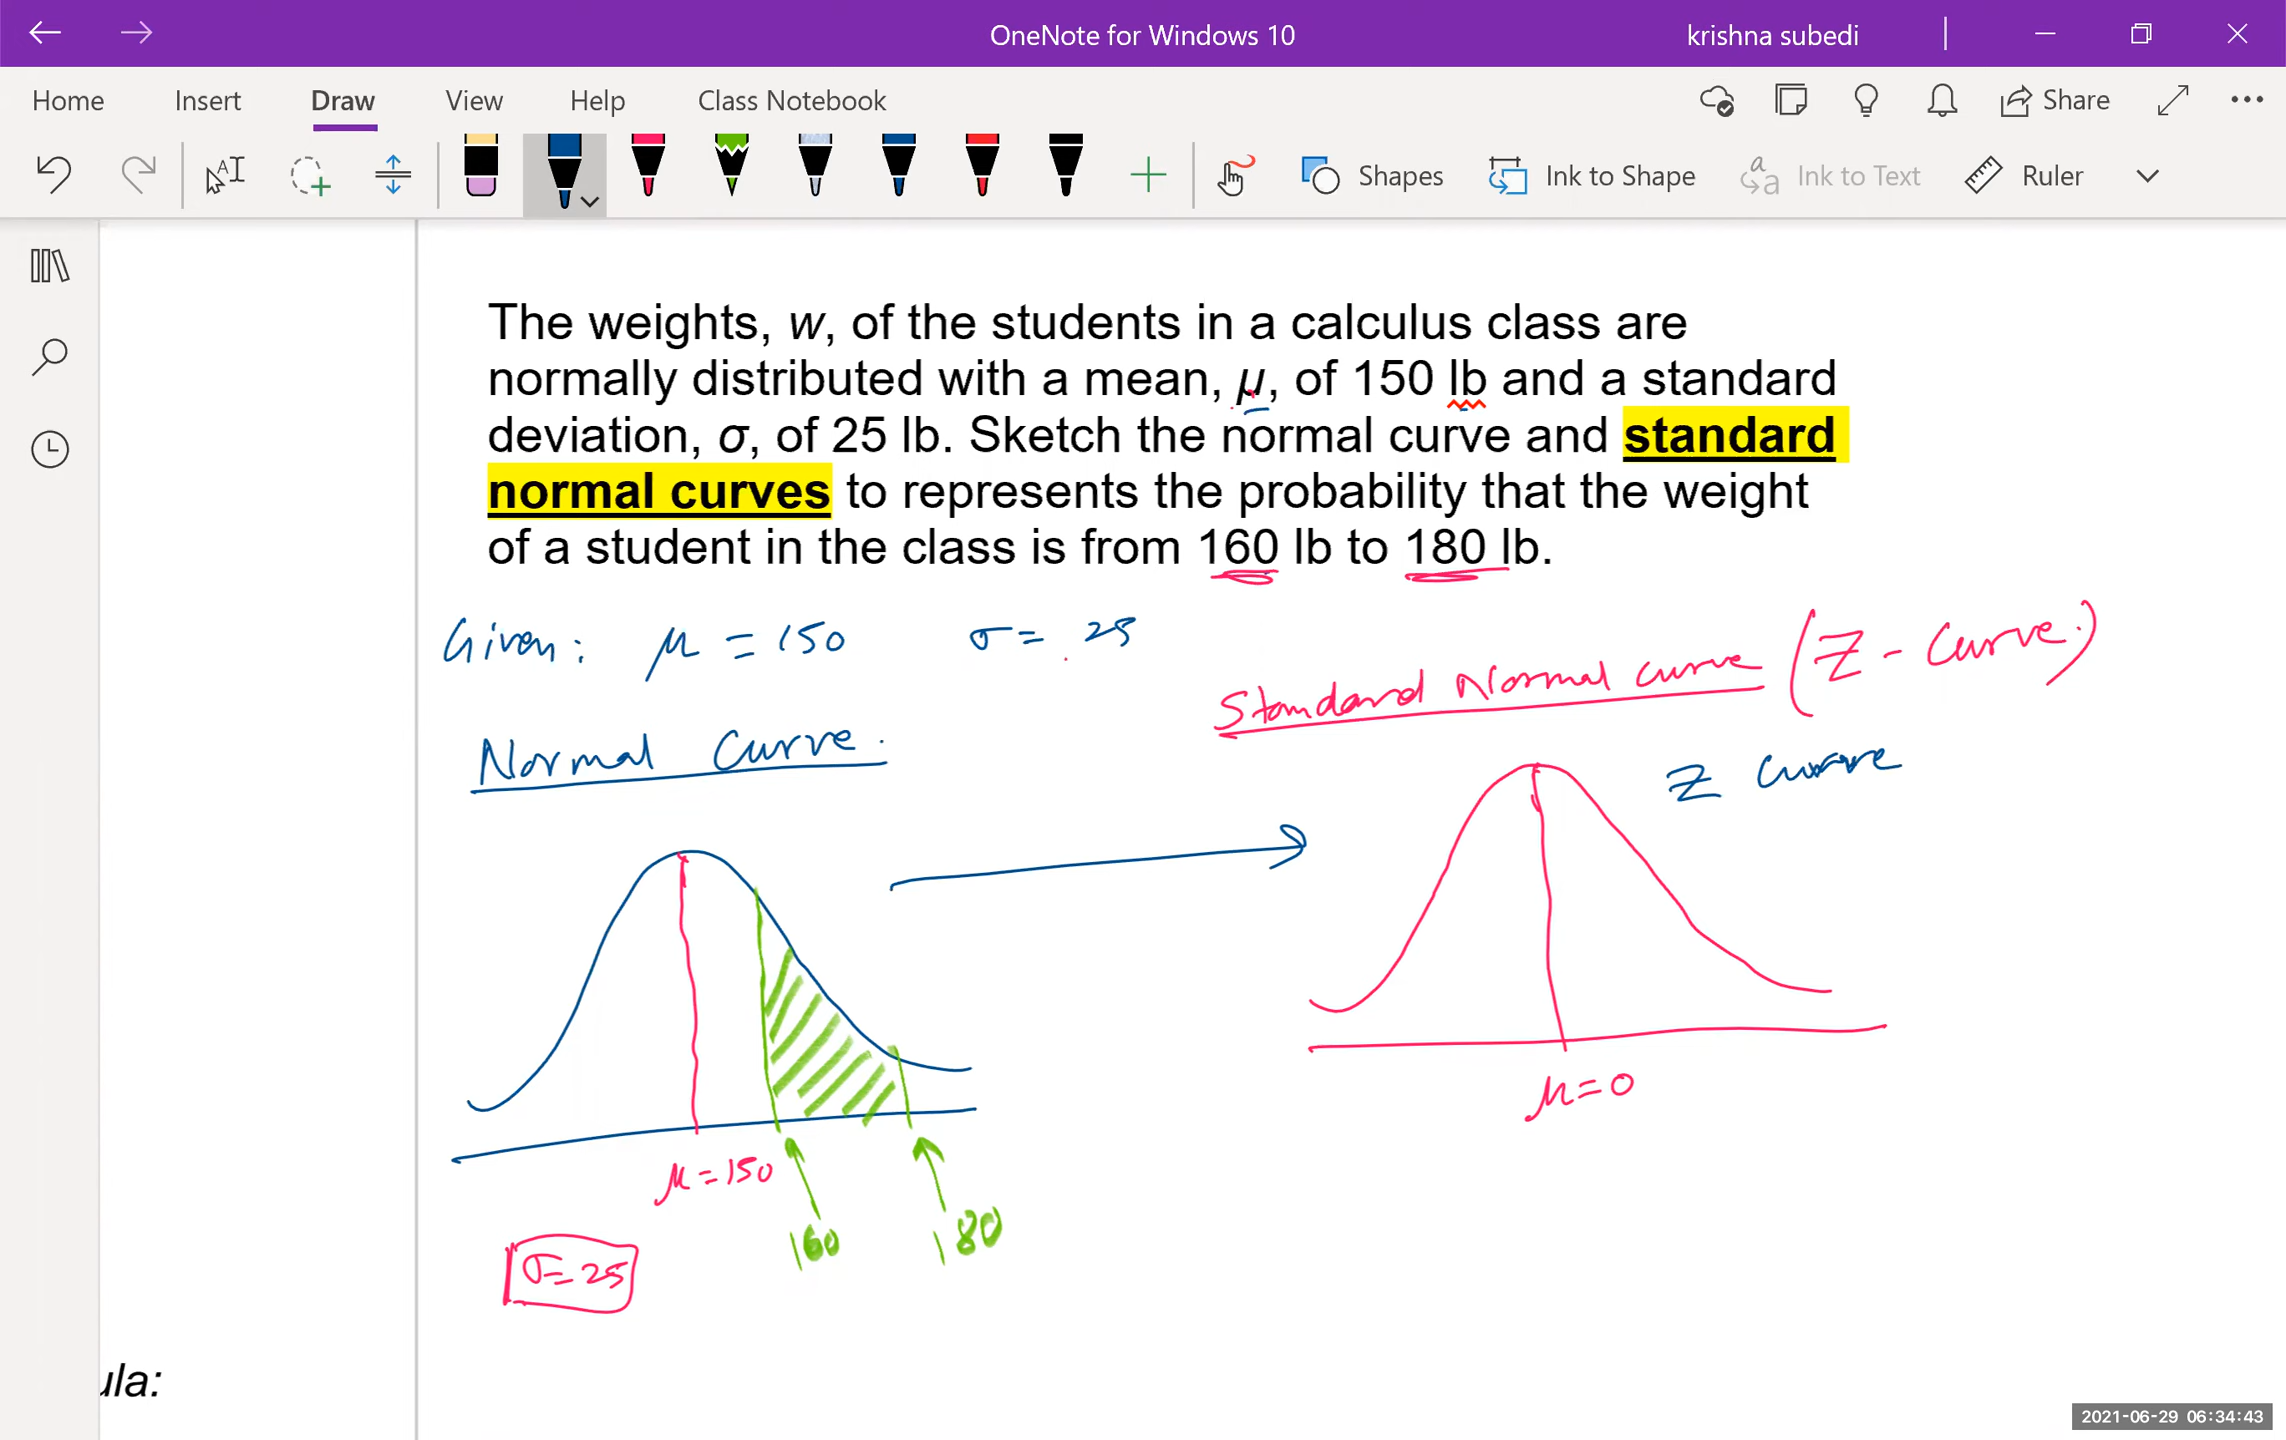 OneNote for Windows 10
krishna subedi
Home Insert Draw View Help Class Notebook
Share
Shapes Ink to Shape Ink to Text Ruler
The weights, w, of the students in a calculus class are
normally distributed with a mean, μ, of 150 lb and a standard
deviation, σ, of 25 lb. Sketch the normal curve and standard
normal curves to represents the probability that the weight
of a student in the class is from 160 lb to 180 lb.
Given: μ = 150 σ = 25
Standard Normal Curve (Z - Curve.)
Normal Curve.
Z curve
μ = 0
μ = 150
160
180
σ = 25
ula:
2021-06-29 06:34:43